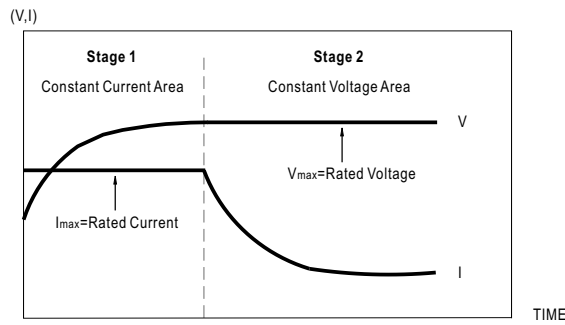 (V,I)
Stage 1
Stage 2
Constant Current Area
Constant Voltage Area
V
Vmax=Rated Voltage
Imax=Rated Current
I
TIME